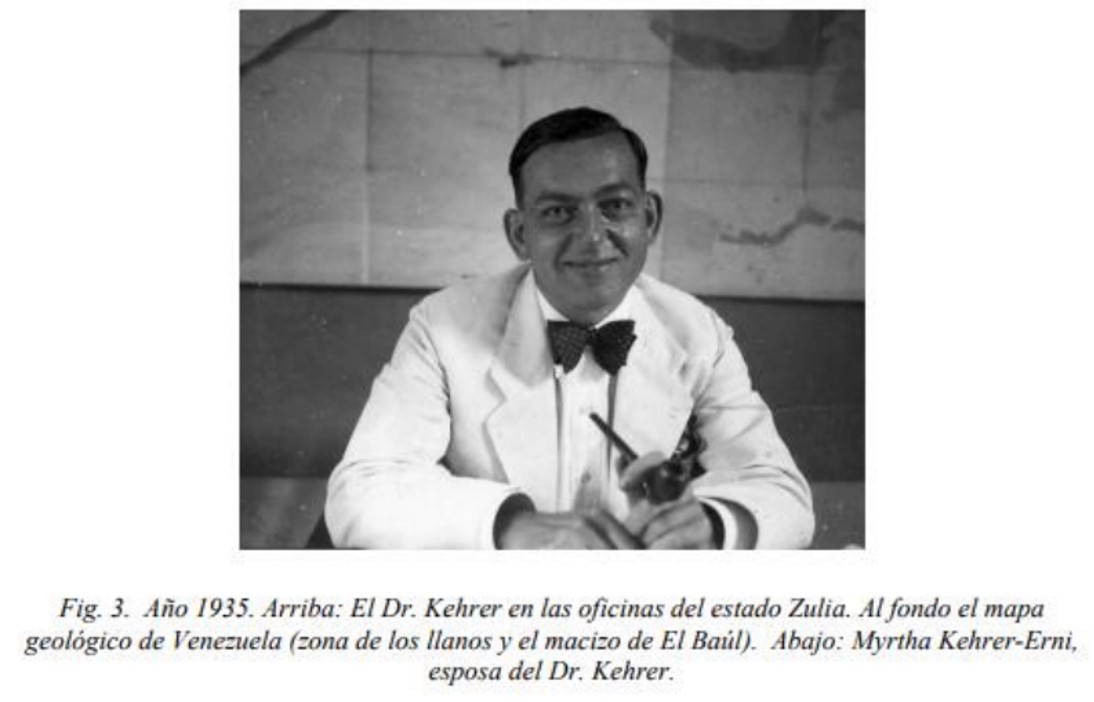 Fig. 3.  Año 1935. Arriba: El Dr. Kehrer en las oficinas del estado Zulia. Al fondo el mapa
geológico de Venezuela (zona de los llanos y el macizo de El Baúl).  Abajo: Myrtha Kehrer-Erni,
esposa del Dr. Kehrer.